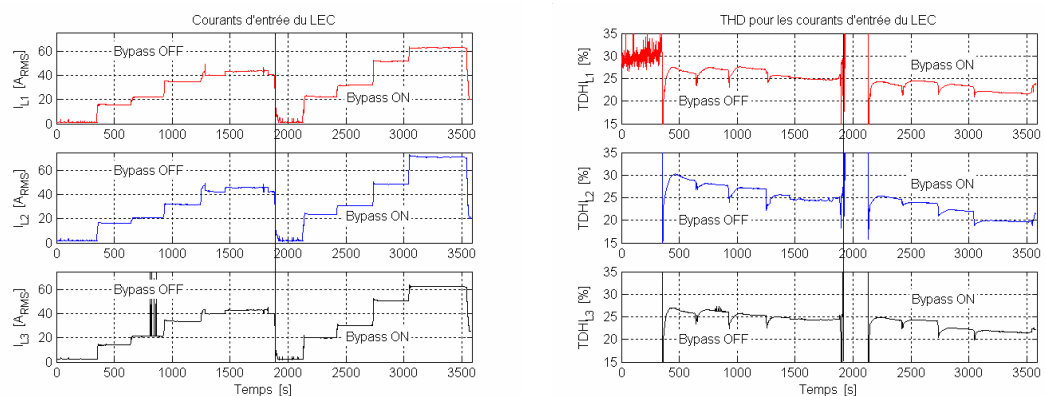 Courants d'entrée du LEC
I_L1 [A_RMS]
60
40
20
0
Bypass OFF
Bypass ON
0 500 1000 1500 2000 2500 3000 3500
I_L2 [A_RMS]
60
40
20
0
Bypass OFF
Bypass ON
0 500 1000 1500 2000 2500 3000 3500
I_L3 [A_RMS]
60
40
20
0
Bypass OFF
Bypass ON
0 500 1000 1500 2000 2500 3000 3500
Temps [s]
THD pour les courants d'entrée du LEC
TDHI_L1 [%]
35
30
25
20
15
Bypass ON
Bypass OFF
0 500 1000 1500 2000 2500 3000 3500
TDHI_L2 [%]
35
30
25
20
15
Bypass ON
Bypass OFF
0 500 1000 1500 2000 2500 3000 3500
TDHI_L3 [%]
35
30
25
20
15
Bypass ON
Bypass OFF
0 500 1000 1500 2000 2500 3000 3500
Temps [s]